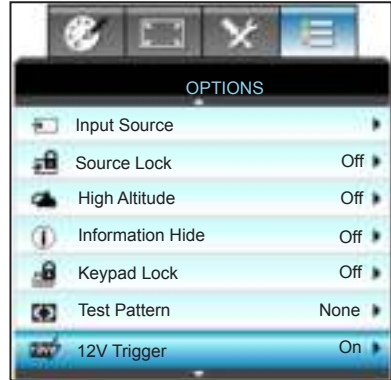 OPTIONS
Input Source
Source Lock Off
High Altitude Off
Information Hide Off
Keypad Lock Off
Test Pattern None
12V Trigger On